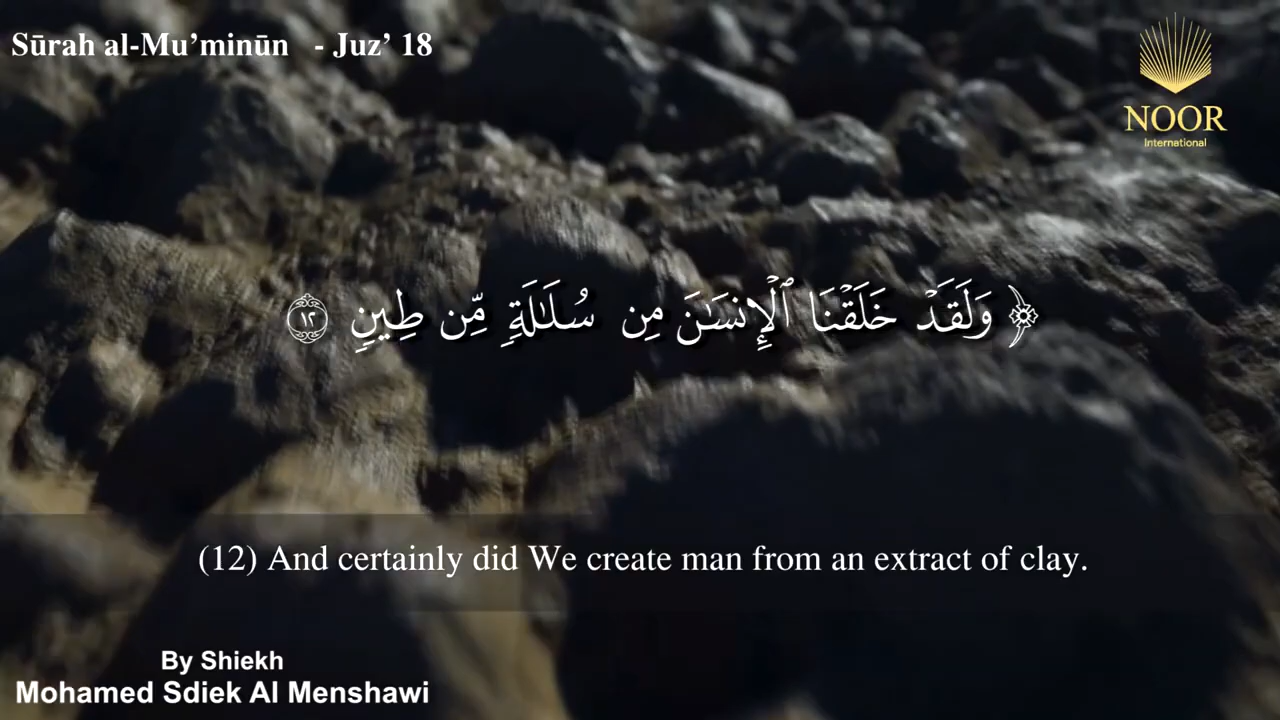 Sūrah al-Mu’minūn - Juz’ 18
NOOR
International
﴿ وَلَقَدْ خَلَقْنَا ٱلْإِنسَـٰنَ مِن سُلَـٰلَةٍ مِّن طِينٍ ١٢
(12) And certainly did We create man from an extract of clay.
By Shiekh
Mohamed Sdiek Al Menshawi